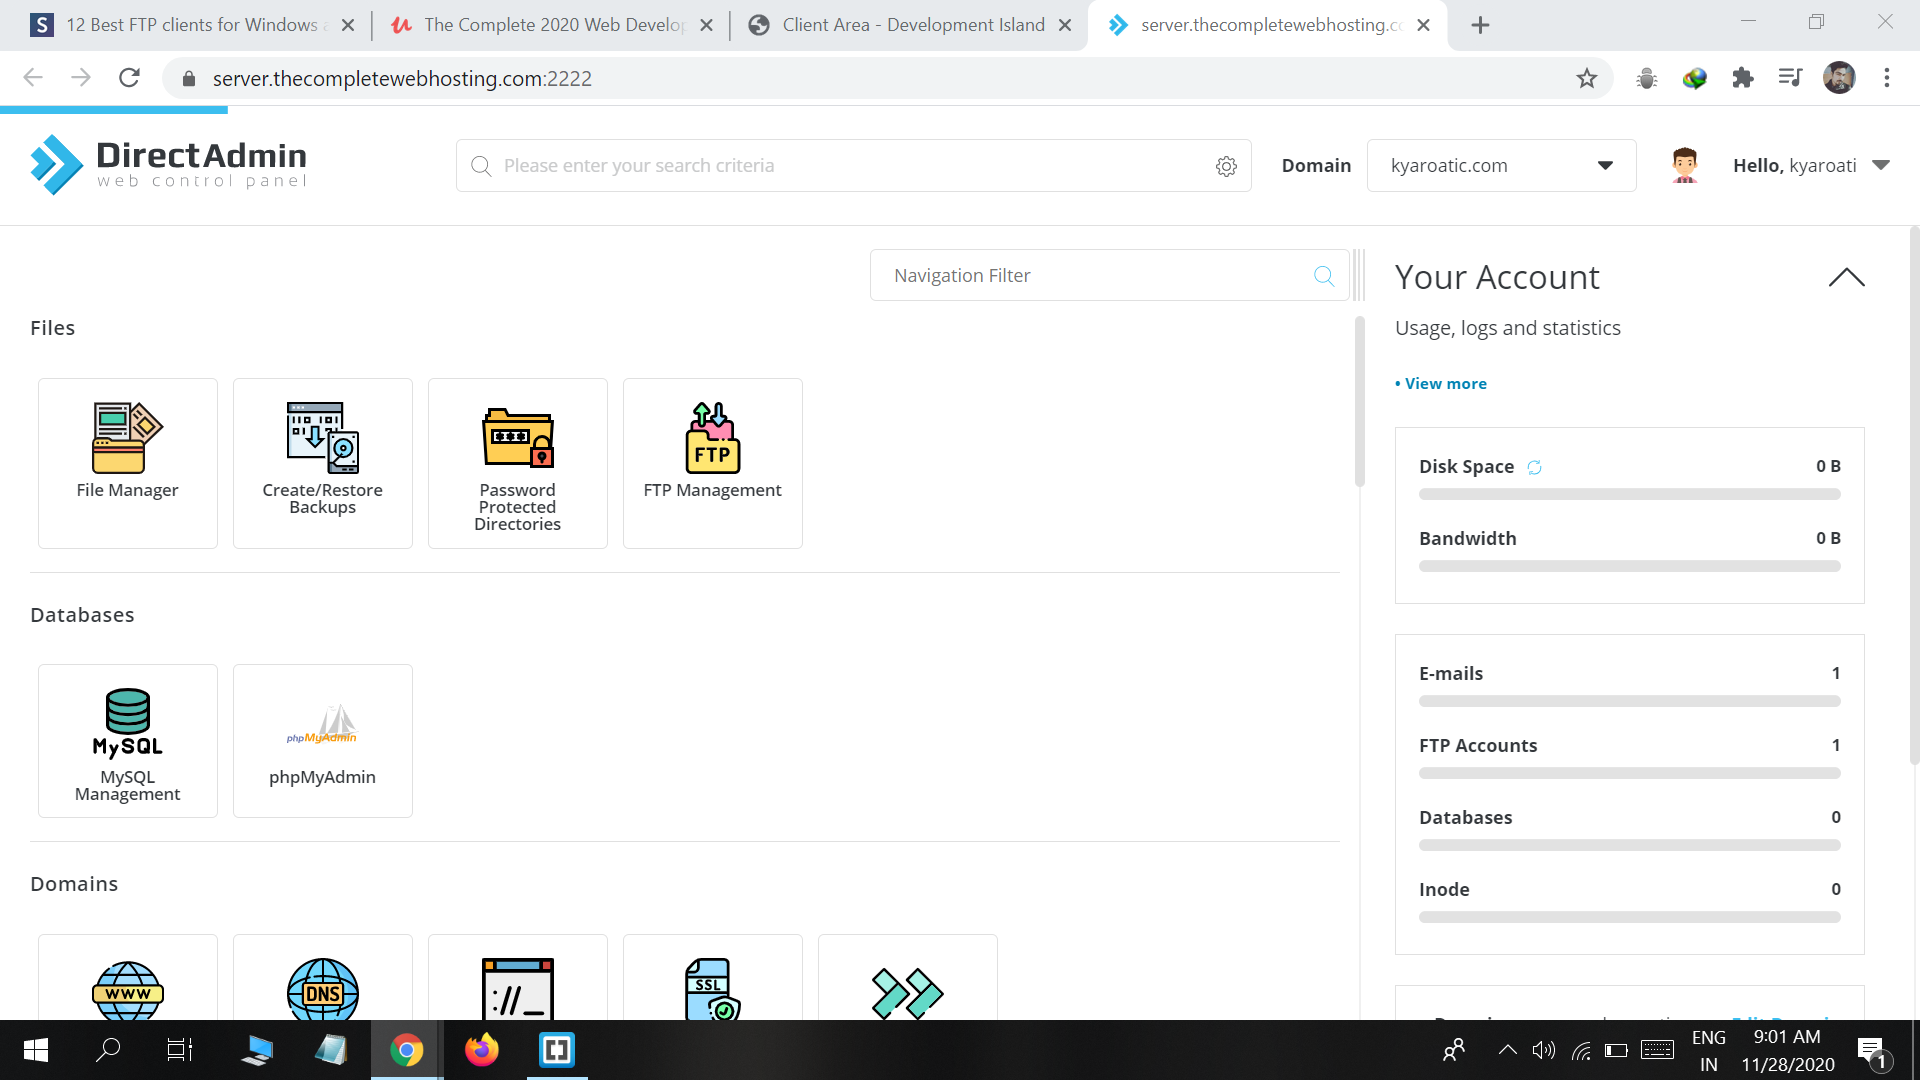 S 12 Best FTP clients for Windows
The Complete 2020 Web Develop
Client Area - Development Island
server.thecompletewebhosting.co
server.thecompletewebhosting.com:2222
DirectAdmin
web control panel
Please enter your search criteria
Domain
kyaroatic.com
Hello, kyaroati
Navigation Filter
Files
File Manager
Create/Restore
Backups
***
Password
Protected
Directories
FTP
FTP Management
Databases
MySQL
MySQL
Management
phpMyAdmin
phpMyAdmin
Domains
WWW
DNS
://_
SSL
Your Account
Usage, logs and statistics
• View more
Disk Space 0 B
Bandwidth 0 B
E-mails 1
FTP Accounts 1
Databases 0
Inode 0
ENG
IN
9:01 AM
11/28/2020
1